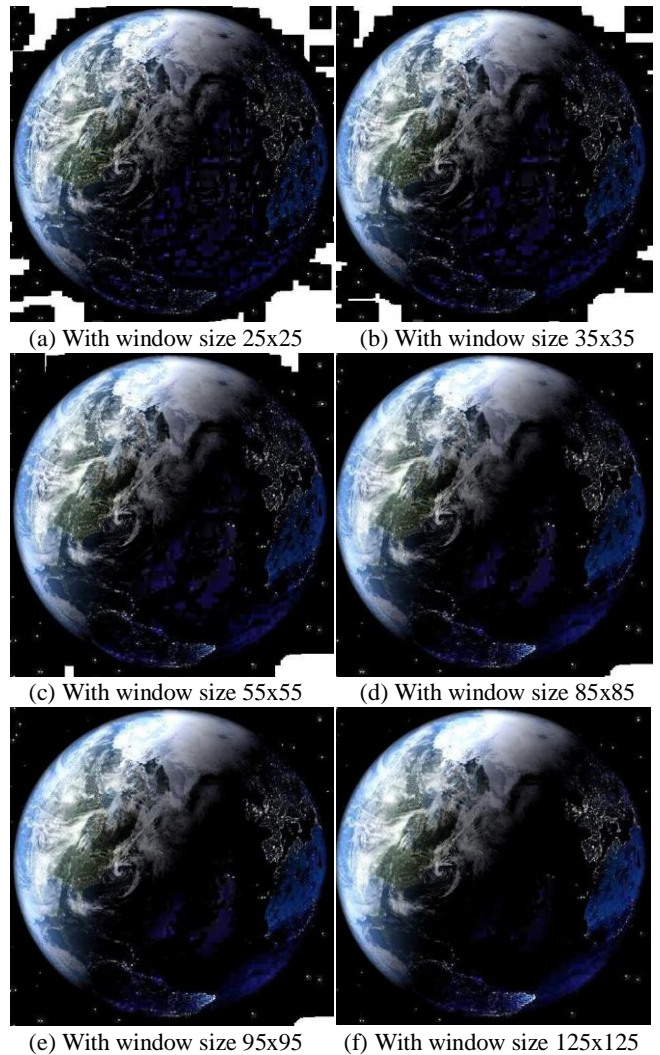 (a) With window size 25x25
(b) With window size 35x35
(c) With window size 55x55
(d) With window size 85x85
(e) With window size 95x95
(f) With window size 125x125